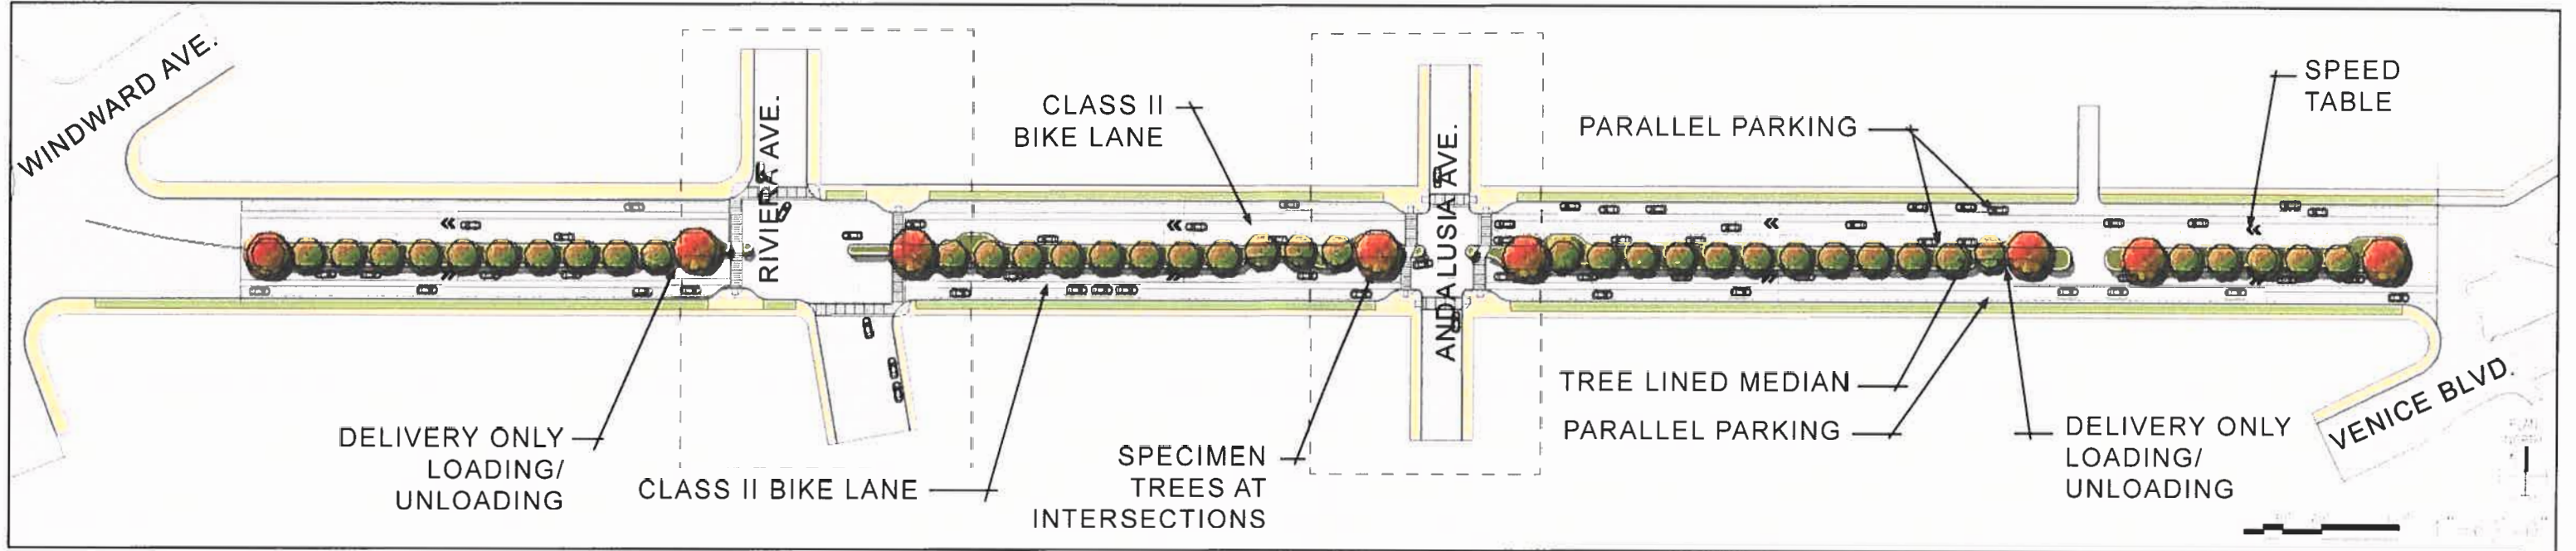 WINDWARD AVE.
RIVIERA AVE.
CLASS II
BIKE LANE
ANDALUSIA AVE.
PARALLEL PARKING
SPEED
TABLE
DELIVERY ONLY
LOADING/
UNLOADING
CLASS II BIKE LANE
SPECIMEN
TREES AT
INTERSECTIONS
TREE LINED MEDIAN
PARALLEL PARKING
DELIVERY ONLY
LOADING/
UNLOADING
VENICE BLVD.